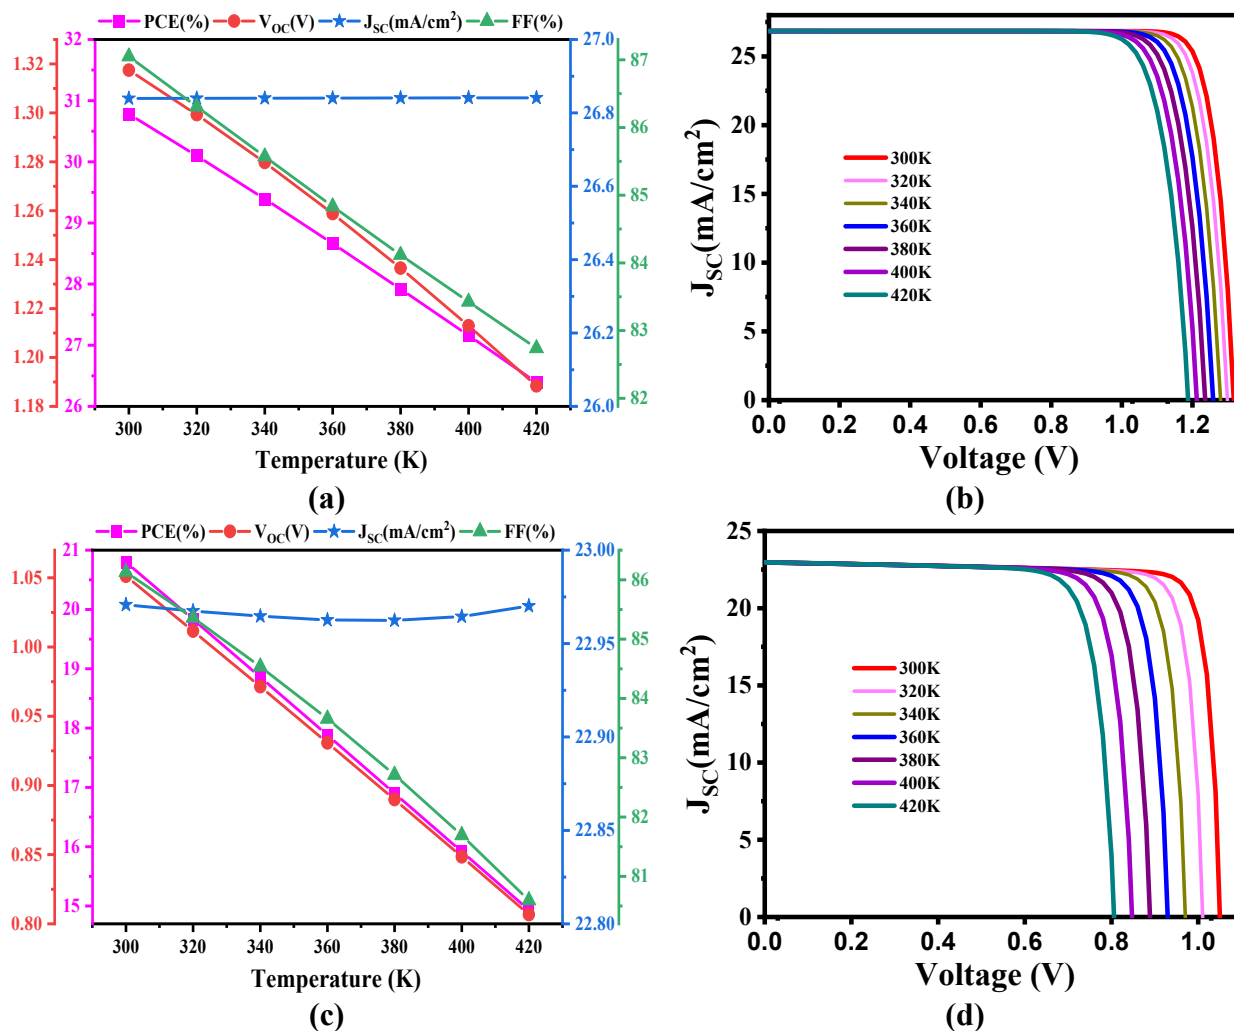 PCE(%) V_OC(V) J_SC(mA/cm²) FF(%)
1.32
1.30
1.28
1.26
1.24
1.22
1.20
1.18
32
31
30
29
28
27
26
27.0
26.8
26.6
26.4
26.2
26.0
87
86
85
84
83
82
300 320 340 360 380 400 420
Temperature (K)
(a)
J_SC(mA/cm²)
25
20
15
10
5
0
300K
320K
340K
360K
380K
400K
420K
0.0 0.2 0.4 0.6 0.8 1.0 1.2
Voltage (V)
(b)
PCE(%) V_OC(V) J_SC(mA/cm²) FF(%)
1.05
1.00
0.95
0.90
0.85
0.80
21
20
19
18
17
16
15
23.00
22.95
22.90
22.85
22.80
86
85
84
83
82
81
300 320 340 360 380 400 420
Temperature (K)
(c)
J_SC(mA/cm²)
25
20
15
10
5
0
300K
320K
340K
360K
380K
400K
420K
0.0 0.2 0.4 0.6 0.8 1.0
Voltage (V)
(d)